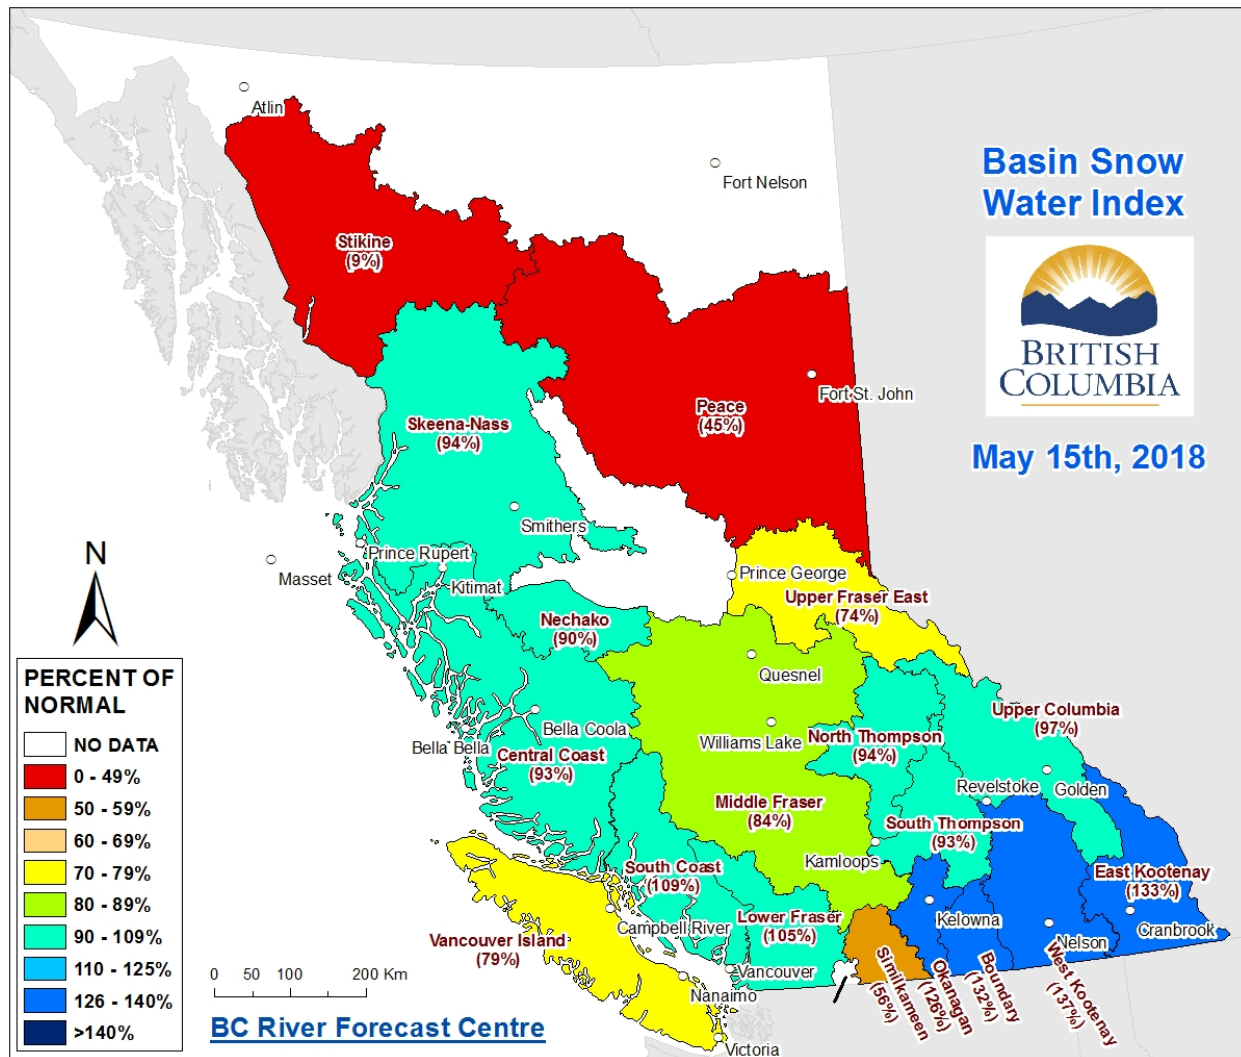 Atlin
Fort Nelson
Basin Snow
Water Index
Stikine
(9%)
BRITISH
COLUMBIA
Fort St. John
Peace
(45%)
Skeena-Nass
(94%)
May 15th, 2018
Smithers
Prince Rupert
Masset
Kitimat
Prince George
Upper Fraser East
(74%)
Nechako
(90%)
Quesnel
Upper Columbia
(97%)
Bella Coola
Williams Lake
North Thompson
(94%)
Bella Bella
Central Coast
(93%)
Revelstoke
Golden
Middle Fraser
(84%)
South Thompson
(93%)
Kamloops
South Coast
(109%)
East Kootenay
(133%)
Kelowna
Cranbrook
Lower Fraser
(105%)
Campbell River
Nelson
Vancouver Island
(79%)
Vancouver
Nanaimo
Similkameen
(56%)
Okanagan
(126%)
Boundary
(132%)
West Kootenay
(137%)
Victoria
N
PERCENT OF
NORMAL
NO DATA
0 - 49%
50 - 59%
60 - 69%
70 - 79%
80 - 89%
90 - 109%
110 - 125%
126 - 140%
>140%
0 50 100 200 Km
BC River Forecast Centre